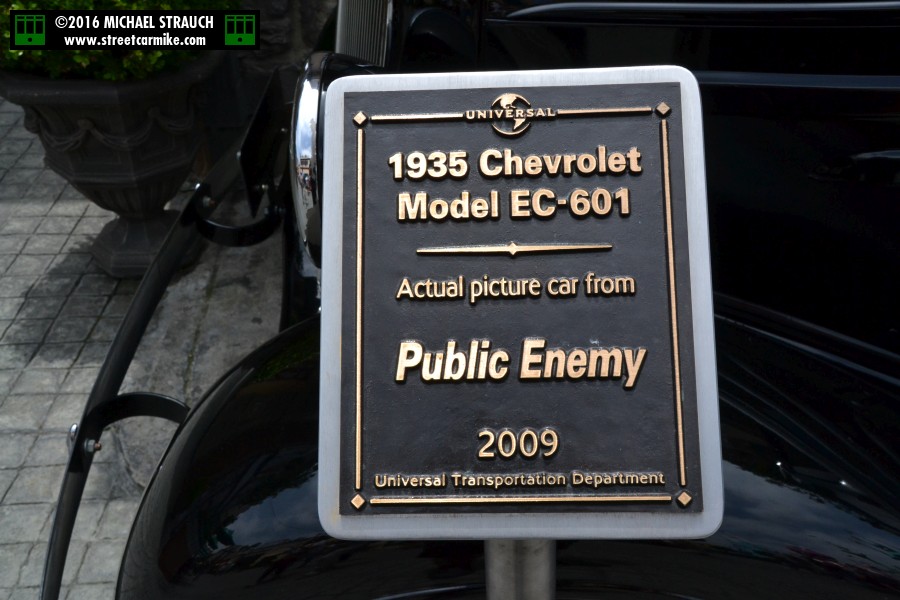 ©2016 MICHAEL STRAUCH
www.streetcarmike.com
UNIVERSAL
1935 Chevrolet
Model EC-601
Actual picture car from
Public Enemy
2009
Universal Transportation Department